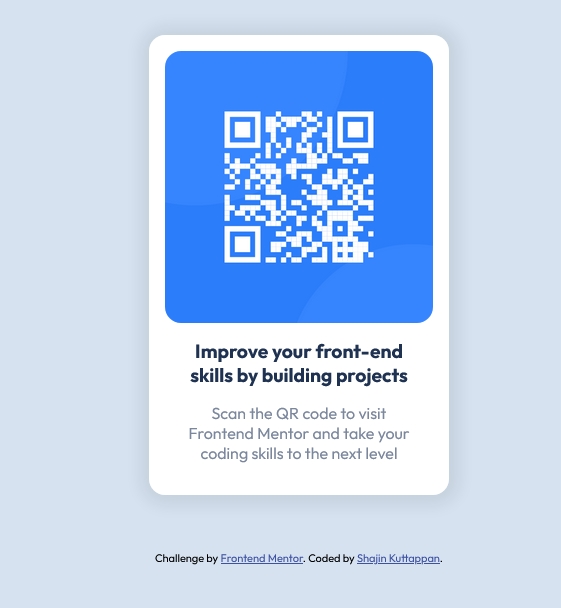 Improve your front-end
skills by building projects
Scan the QR code to visit
Frontend Mentor and take your
coding skills to the next level
Challenge by Frontend Mentor. Coded by Shajin Kuttappan.